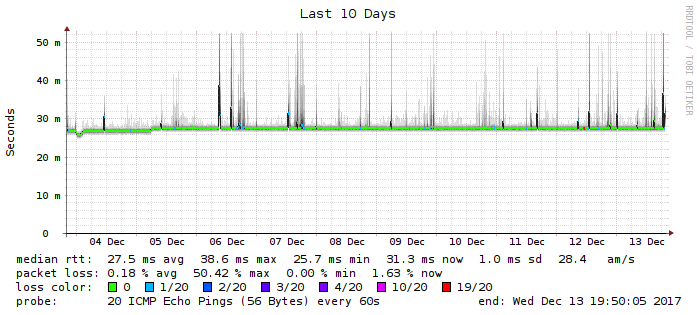 Last 10 Days
RRDTOOL / TOBI OETIKER
Seconds
50 m
40 m
30 m
20 m
10 m
0
04 Dec 05 Dec 06 Dec 07 Dec 08 Dec 09 Dec 10 Dec 11 Dec 12 Dec 13 Dec
median rtt: 27.5 ms avg 38.6 ms max 25.7 ms min 31.3 ms now 1.0 ms sd 28.4 am/s
packet loss: 0.18 % avg 50.42 % max 0.00 % min 1.63 % now
loss color: 0 1/20 2/20 3/20 4/20 10/20 19/20
probe: 20 ICMP Echo Pings (56 Bytes) every 60s end: Wed Dec 13 19:50:05 2017